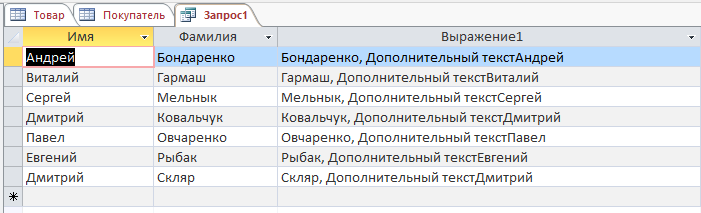 Товар Покупатель Запрос1
Имя Фамилия Выражение1
Андрей Бондаренко Бондаренко, Дополнительный текстАндрей
Виталий Гармаш Гармаш, Дополнительный текстВиталий
Сергей Мельнык Мельнык, Дополнительный текстСергей
Дмитрий Ковальчук Ковальчук, Дополнительный текстДмитрий
Павел Овчаренко Овчаренко, Дополнительный текстПавел
Евгений Рыбак Рыбак, Дополнительный текстЕвгений
Дмитрий Скляр Скляр, Дополнительный текстДмитрий